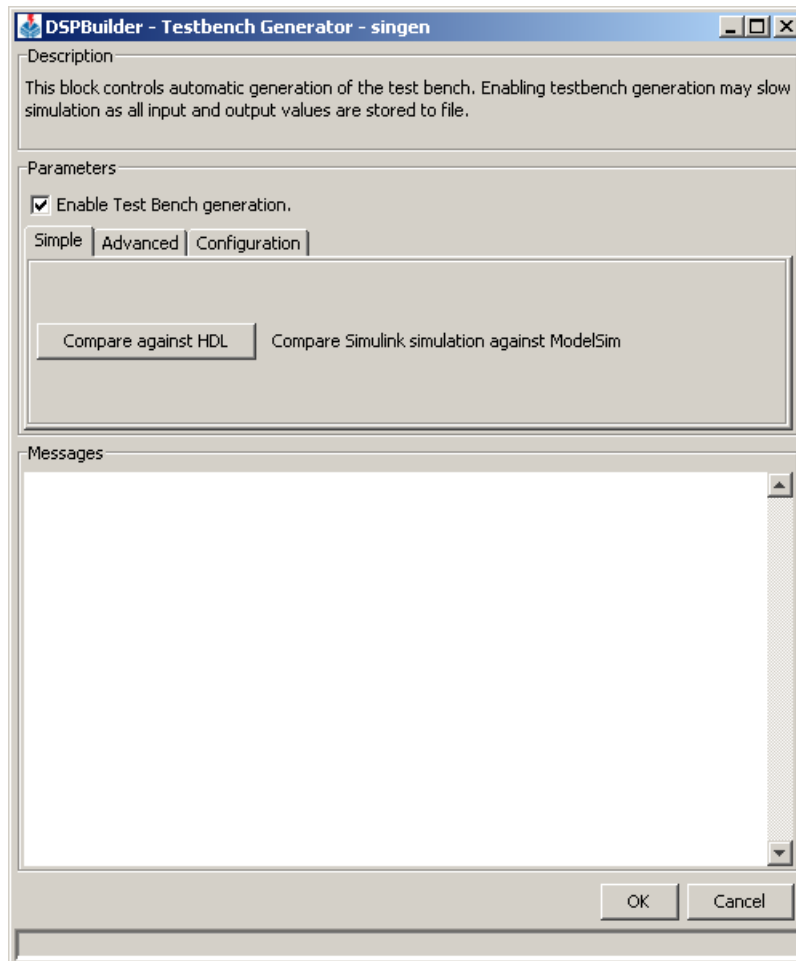 DSPBuilder - Testbench Generator - singen
Description
This block controls automatic generation of the test bench. Enabling testbench generation may slow
simulation as all input and output values are stored to file.
Parameters
Enable Test Bench generation.
Simple Advanced Configuration
Compare against HDL Compare Simulink simulation against ModelSim
Messages
OK Cancel